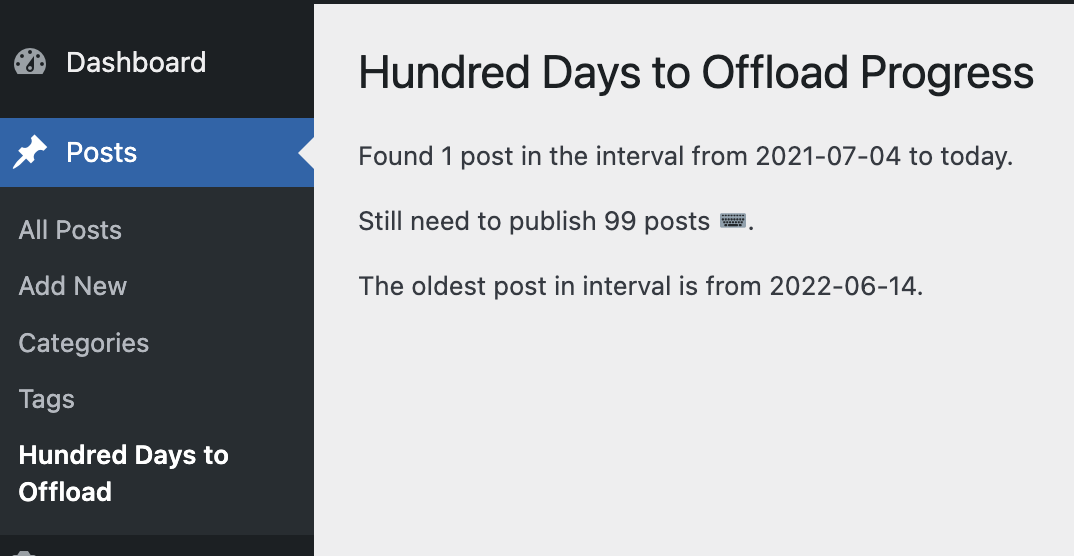 Dashboard
Posts
All Posts
Add New
Categories
Tags
Hundred Days to
Offload
Hundred Days to Offload Progress
Found 1 post in the interval from 2021-07-04 to today.
Still need to publish 99 posts ⌨️.
The oldest post in interval is from 2022-06-14.